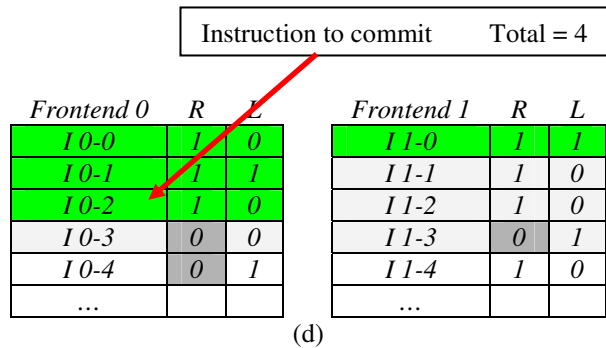 Instruction to commit Total = 4
Frontend 0 R L Frontend 1 R L
I 0-0 1 0 I 1-0 1 1
I 0-1 1 1 I 1-1 1 0
I 0-2 1 0 I 1-2 1 0
I 0-3 0 0 I 1-3 0 1
I 0-4 0 1 I 1-4 1 0
... ...
(d)